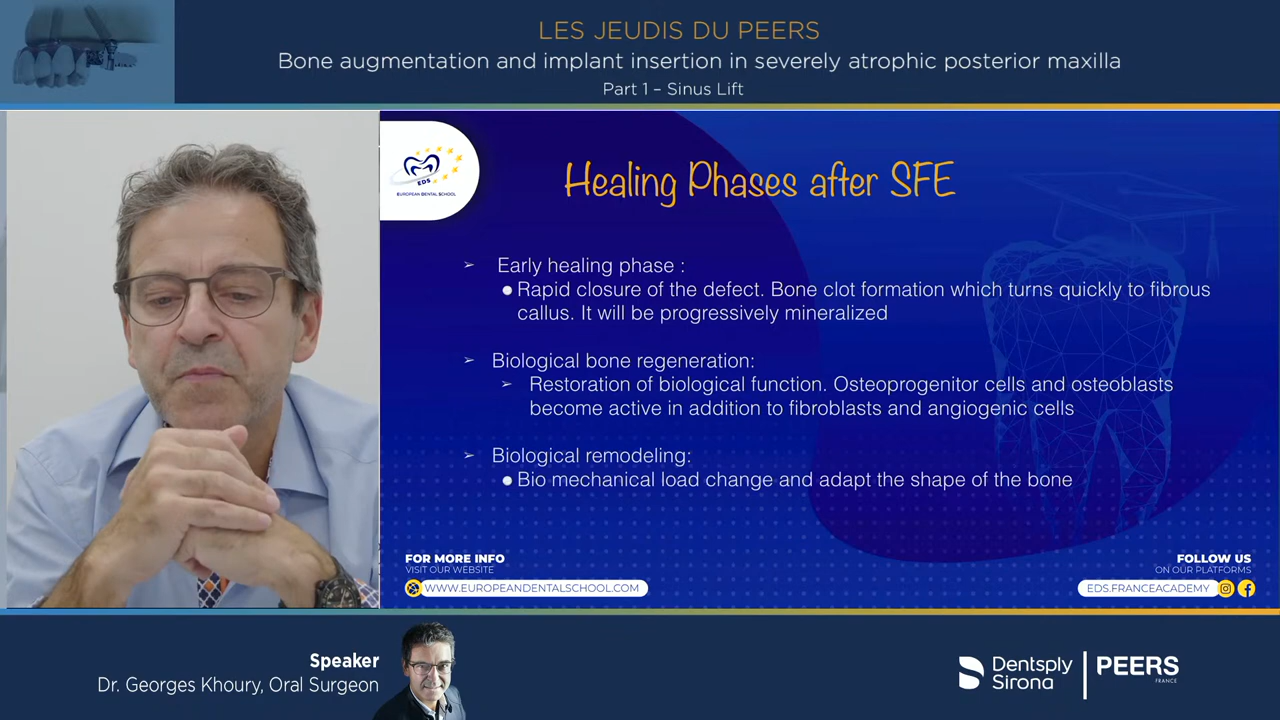 LES JEUDIS DU PEERS
Bone augmentation and implant insertion in severely atrophic posterior maxilla
Part 1 – Sinus Lift
EDS
EUROPEAN DENTAL SCHOOL
Healing Phases after SFE
➢ Early healing phase :
● Rapid closure of the defect. Bone clot formation which turns quickly to fibrous
callus. It will be progressively mineralized
➢ Biological bone regeneration:
➢ Restoration of biological function. Osteoprogenitor cells and osteoblasts
become active in addition to fibroblasts and angiogenic cells
➢ Biological remodeling:
● Bio mechanical load change and adapt the shape of the bone
FOR MORE INFO
VISIT OUR WEBSITE
WWW.EUROPEANDENTALSCHOOL.COM
FOLLOW US
ON OUR PLATFORMS
EDS.FRANCEACADEMY
Speaker
Dr. Georges Khoury, Oral Surgeon
Dentsply
Sirona
PEERS
FRANCE